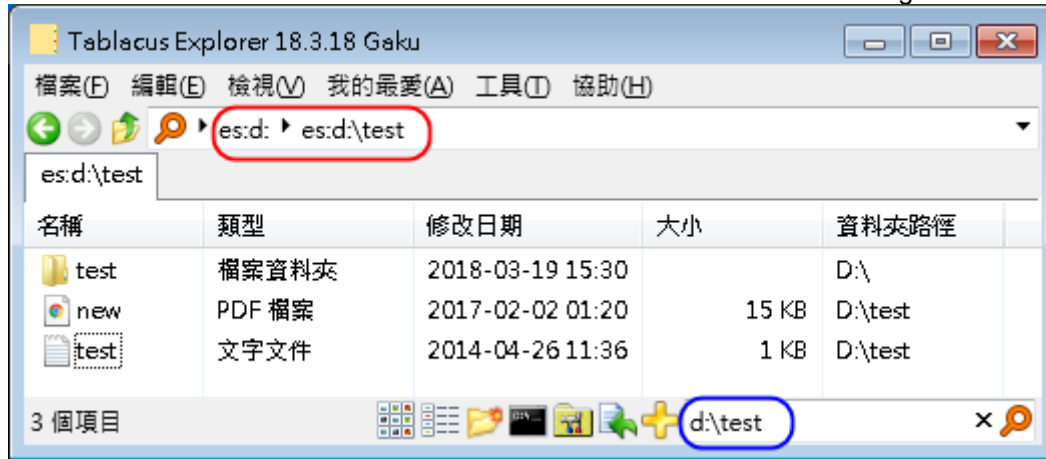 Tablacus Explorer 18.3.18 Gaku
檔案(F) 編輯(E) 檢視(V) 我的最愛(A) 工具(T) 協助(H)
es:d: es:d:\test
es:d:\test
名稱 類型 修改日期 大小 資料夾路徑
test 檔案資料夾 2018-03-19 15:30 D:\
new PDF 檔案 2017-02-02 01:20 15 KB D:\test
test 文字文件 2014-04-26 11:36 1 KB D:\test
3 個項目 d:\test